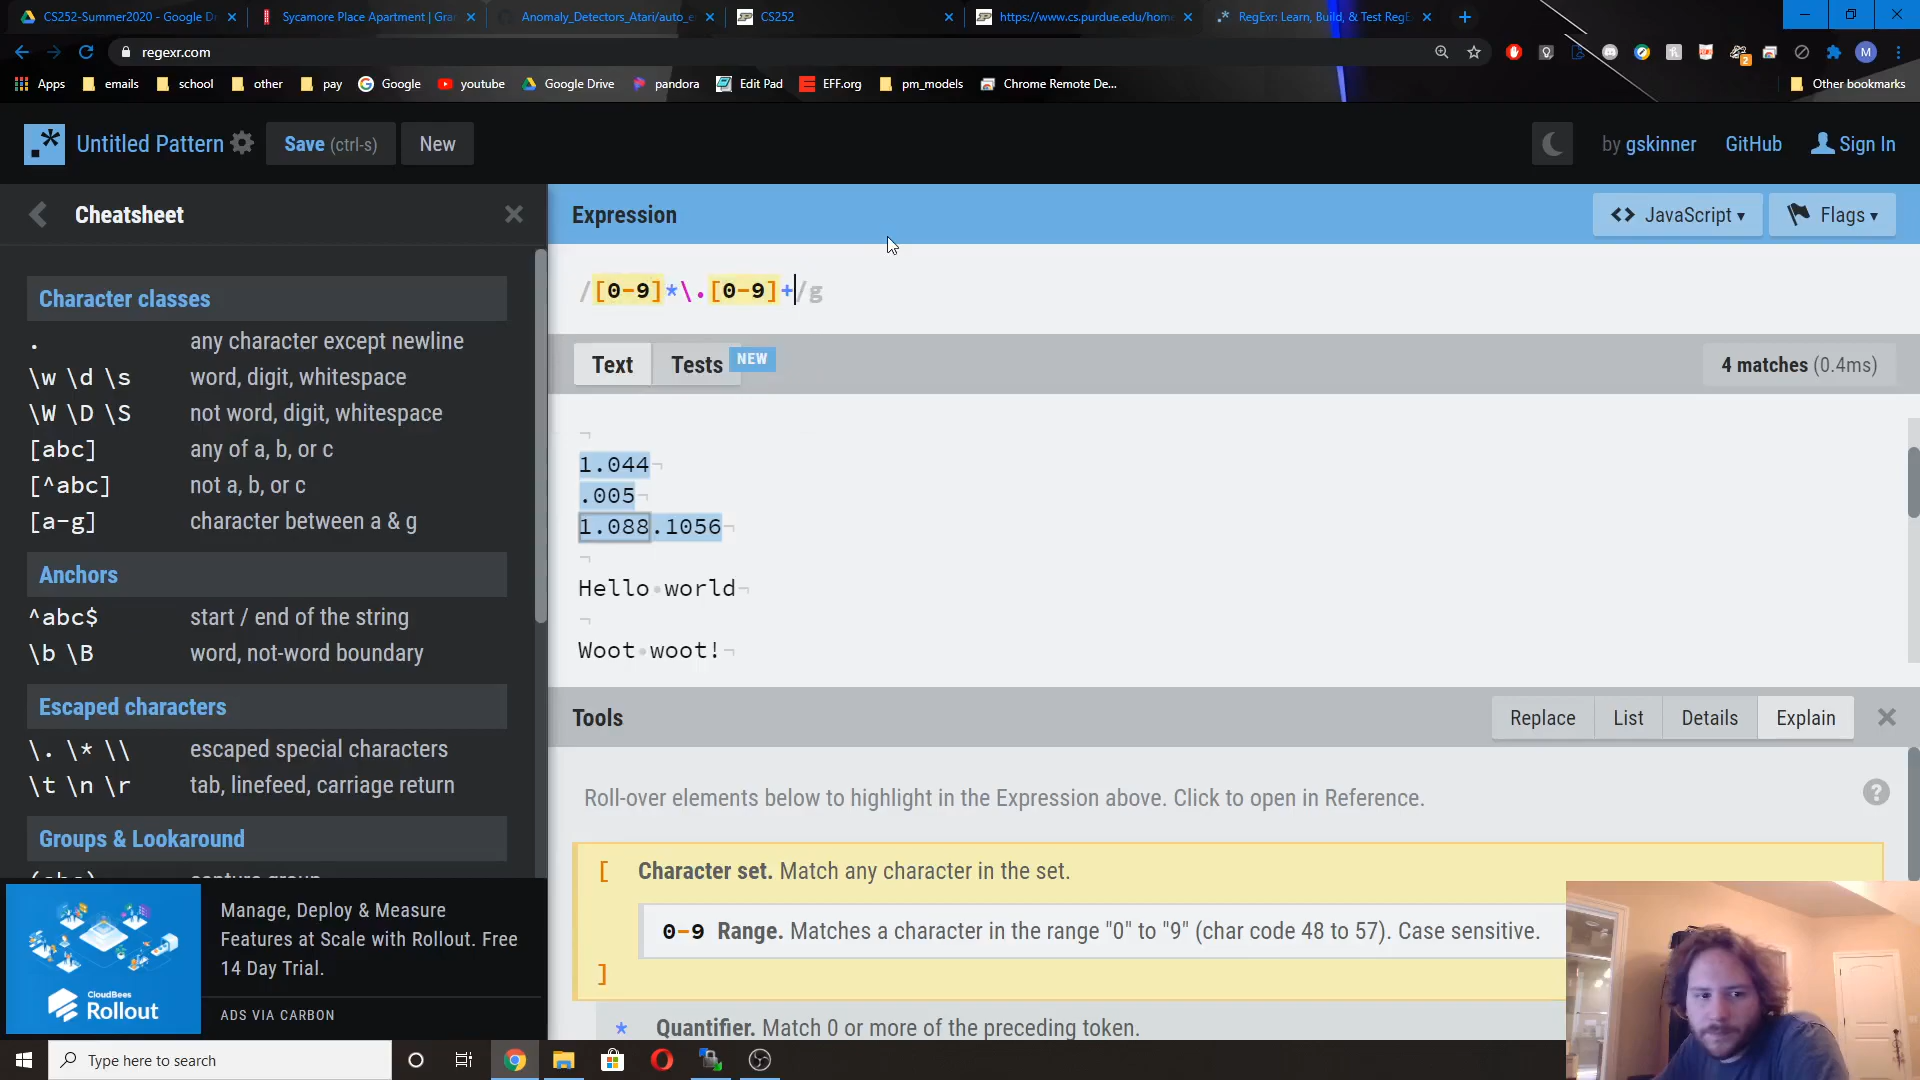 CS252-Summer2020 - Google D
Sycamore Place Apartment | Gra
Anomaly_Detectors_Atari/auto_e
CS252
https://www.cs.purdue.edu/hom
RegExr: Learn, Build, & Test RegE
regexr.com
M
Apps
emails
school
other
pay
Google
youtube
Google Drive
pandora
Edit Pad
EFF.org
pm_models
Chrome Remote De...
Other bookmarks
Untitled Pattern
Save (ctrl-s)
New
by gskinner
GitHub
Sign In
Cheatsheet
Expression
<> JavaScript
Flags
/[0-9]*\.[0-9]+/g
Text
Tests
NEW
4 matches (0.4ms)
Character classes
. any character except newline
\w \d \s word, digit, whitespace
\W \D \S not word, digit, whitespace
[abc] any of a, b, or c
[^abc] not a, b, or c
[a-g] character between a & g
Anchors
^abc$ start / end of the string
\b \B word, not-word boundary
Escaped characters
\. \* \\ escaped special characters
\t \n \r tab, linefeed, carriage return
Groups & Lookaround
1.044
.005
1.088.1056
Hello world
Woot woot!
Tools
Replace
List
Details
Explain
Roll-over elements below to highlight in the Expression above. Click to open in Reference.
?
[ Character set. Match any character in the set.
0-9 Range. Matches a character in the range "0" to "9" (char code 48 to 57). Case sensitive.
]
* Quantifier. Match 0 or more of the preceding token.
Manage, Deploy & Measure
Features at Scale with Rollout. Free
14 Day Trial.
ADS VIA CARBON
CloudBees
Rollout
Type here to search